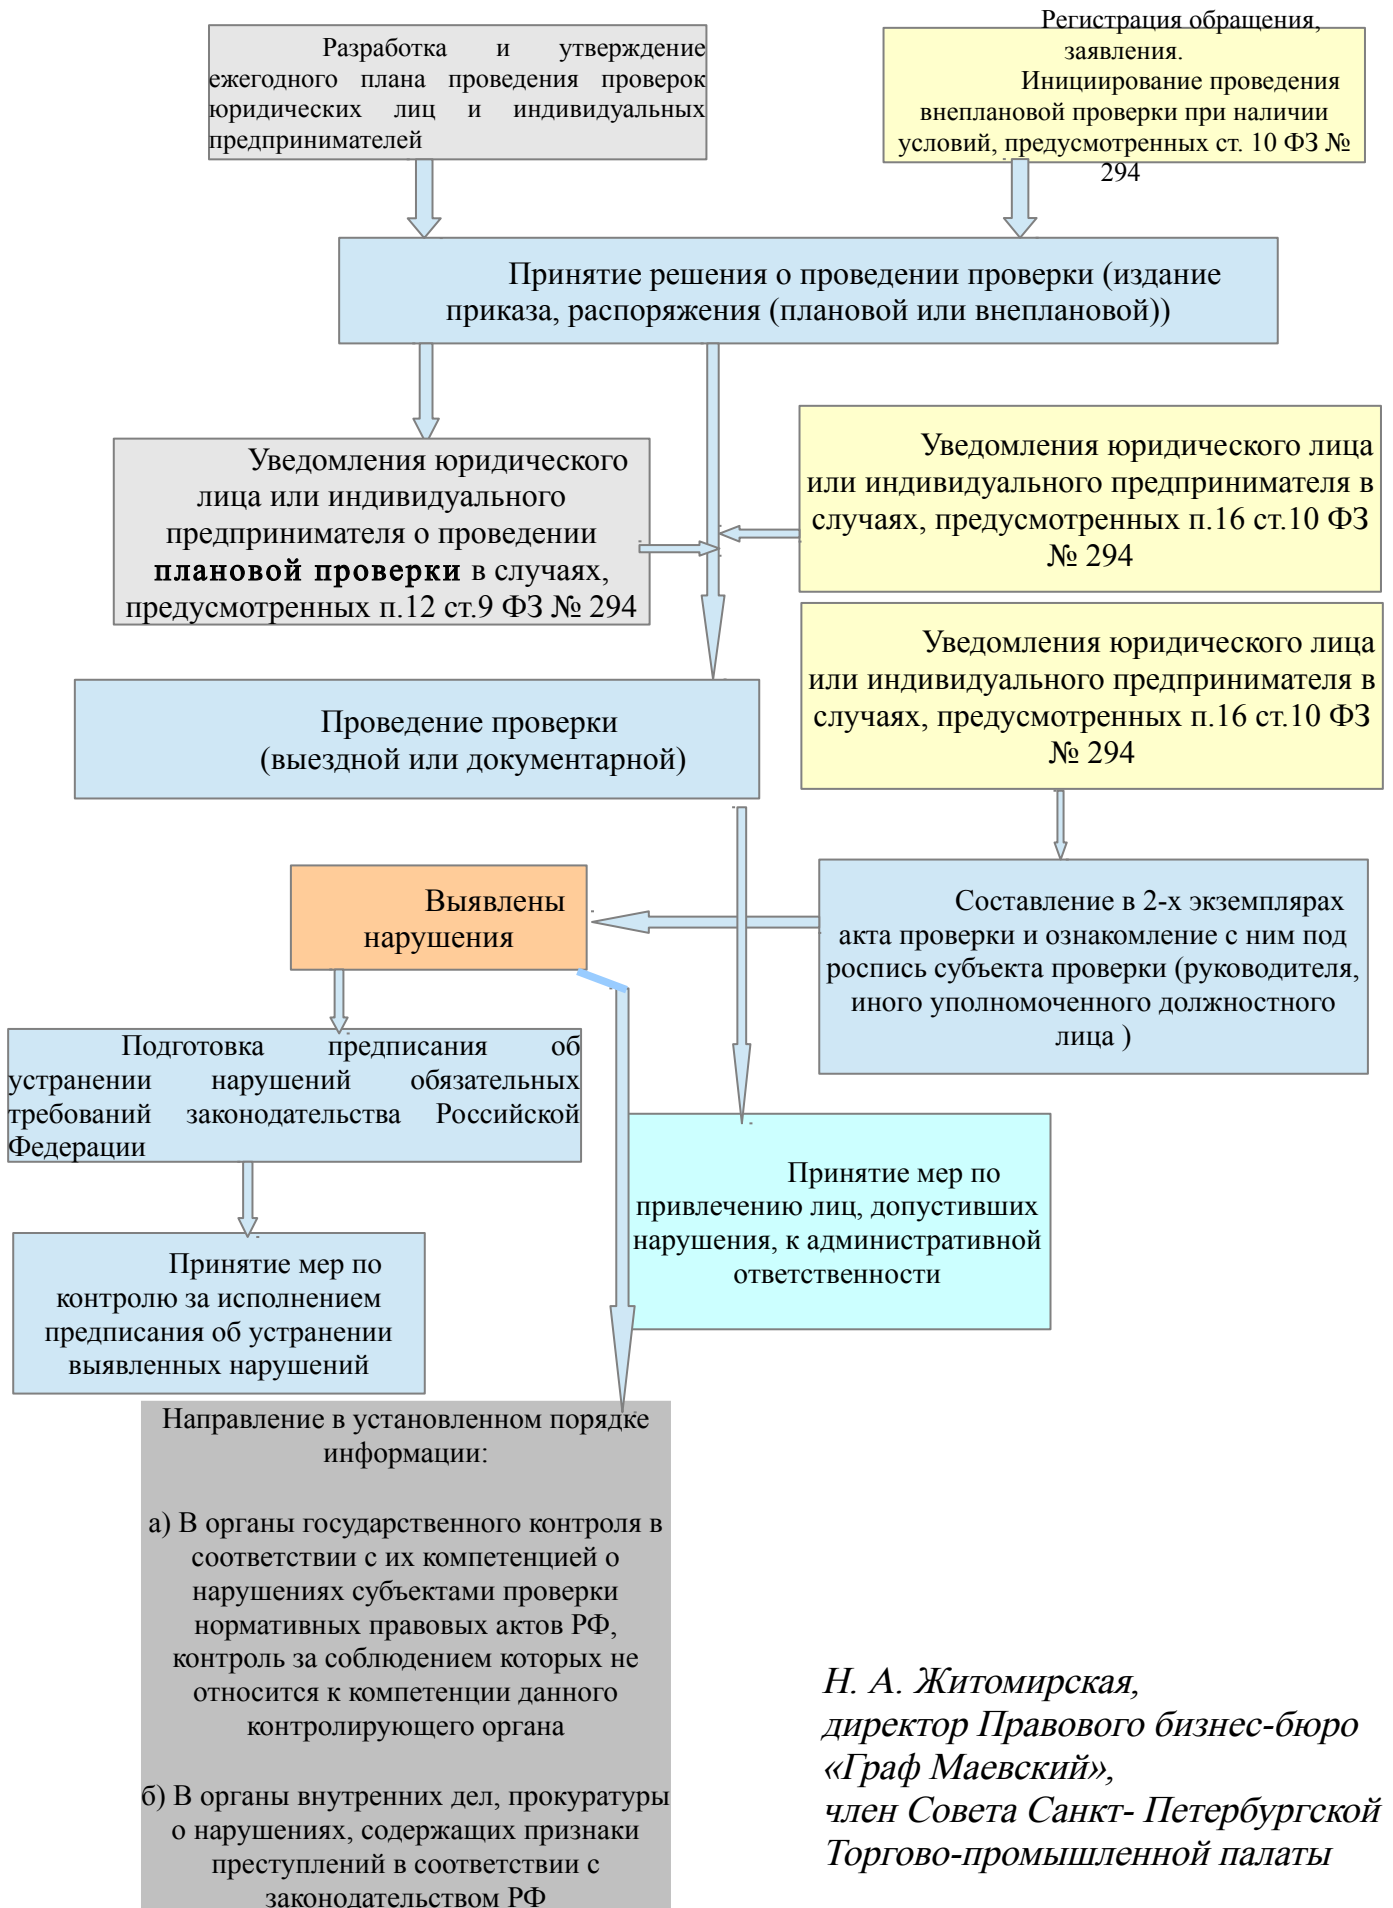 Разработка и утверждение
ежегодного плана проведения проверок
юридических лиц и индивидуальных
предпринимателей
Регистрация обращения,
заявления.
Инициирование проведения
внеплановой проверки при наличии
условий, предусмотренных ст. 10 ФЗ №
294
Принятие решения о проведении проверки (издание
приказа, распоряжения (плановой или внеплановой))
Уведомления юридического
лица или индивидуального
предпринимателя о проведении
плановой проверки в случаях,
предусмотренных п.12 ст.9 ФЗ № 294
Уведомления юридического лица
или индивидуального предпринимателя в
случаях, предусмотренных п.16 ст.10 ФЗ
№ 294
Уведомления юридического лица
или индивидуального предпринимателя в
случаях, предусмотренных п.16 ст.10 ФЗ
№ 294
Проведение проверки
(выездной или документарной)
Выявлены
нарушения
Составление в 2-х экземплярах
акта проверки и ознакомление с ним под
роспись субъекта проверки (руководителя,
иного уполномоченного должностного
лица )
Подготовка предписания об
устранении нарушений обязательных
требований законодательства Российской
Федерации
Принятие мер по
привлечению лиц, допустивших
нарушения, к административной
ответственности
Принятие мер по
контролю за исполнением
предписания об устранении
выявленных нарушений
Направление в установленном порядке
информации:
а) В органы государственного контроля в
соответствии с их компетенцией о
нарушениях субъектами проверки
нормативных правовых актов РФ,
контроль за соблюдением которых не
относится к компетенции данного
контролирующего органа
б) В органы внутренних дел, прокуратуры
о нарушениях, содержащих признаки
преступлений в соответствии с
законодательством РФ
Н. А. Житомирская,
директор Правового бизнес-бюро
«Граф Маевский»,
член Совета Санкт- Петербургской
Торгово-промышленной палаты